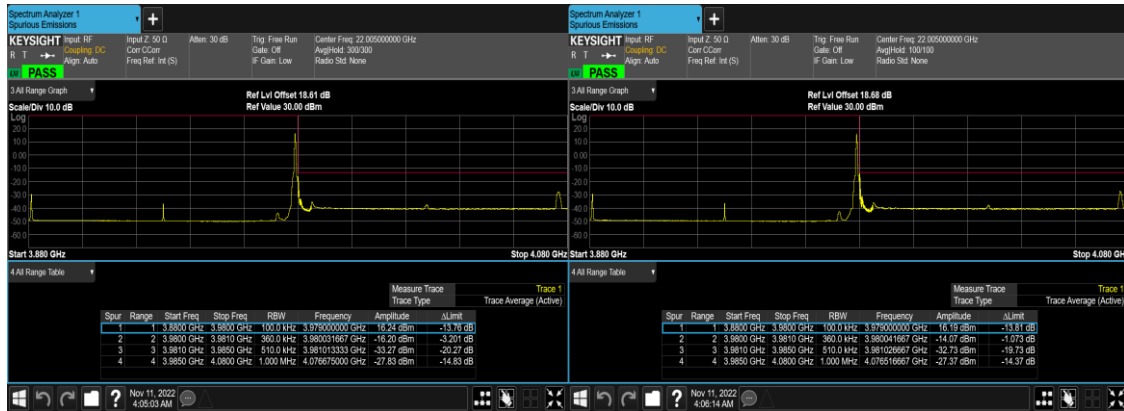 Spectrum Analyzer 1
Spurious Emissions
+
KEYSIGHT Input: RF
R T
Coupling: DC
Align: Auto
Input Z: 50 Ω
Corr CCorr
Freq Ref: Int (S)
Atten: 30 dB
Trig: Free Run
Gate: Off
IF Gain: Low
Center Freq: 22.005000000 GHz
Avg|Hold: 300/300
Radio Std: None
PASS
3 All Range Graph
Ref Lvl Offset 18.61 dB
Scale/Div 10.0 dB
Ref Value 30.00 dBm
Log
20.0
10.0
0.00
-10.0
-20.0
-30.0
-40.0
-50.0
-60.0
Start 3.880 GHz
Stop 4.080 GHz
4 All Range Table
Measure Trace Trace 1
Trace Type Trace Average (Active)
Spur Range Start Freq Stop Freq RBW Frequency Amplitude ΔLimit
1 1 3.8800 GHz 3.9800 GHz 100.0 kHz 3.979000000 GHz 16.24 dBm -13.76 dB
2 2 3.9800 GHz 3.9810 GHz 360.0 kHz 3.980031667 GHz -16.20 dBm -3.201 dB
3 3 3.9810 GHz 3.9850 GHz 510.0 kHz 3.981013333 GHz -33.27 dBm -20.27 dB
4 4 3.9850 GHz 4.0800 GHz 1.000 MHz 4.076675000 GHz -27.83 dBm -14.83 dB
?
Nov 11, 2022
4:05:03 AM
Spectrum Analyzer 1
Spurious Emissions
+
KEYSIGHT Input: RF
R T
Coupling: DC
Align: Auto
Input Z: 50 Ω
Corr CCorr
Freq Ref: Int (S)
Atten: 30 dB
Trig: Free Run
Gate: Off
IF Gain: Low
Center Freq: 22.005000000 GHz
Avg|Hold: 100/100
Radio Std: None
PASS
3 All Range Graph
Ref Lvl Offset 18.68 dB
Scale/Div 10.0 dB
Ref Value 30.00 dBm
Log
20.0
10.0
0.00
-10.0
-20.0
-30.0
-40.0
-50.0
-60.0
Start 3.880 GHz
Stop 4.080 GH
4 All Range Table
Measure Trace Trace 1
Trace Type Trace Average (Active)
Spur Range Start Freq Stop Freq RBW Frequency Amplitude ΔLimit
1 1 3.8800 GHz 3.9800 GHz 100.0 kHz 3.979000000 GHz 16.19 dBm -13.81 dB
2 2 3.9800 GHz 3.9810 GHz 360.0 kHz 3.980041667 GHz -14.07 dBm -1.073 dB
3 3 3.9810 GHz 3.9850 GHz 510.0 kHz 3.981026667 GHz -32.73 dBm -19.73 dB
4 4 3.9850 GHz 4.0800 GHz 1.000 MHz 4.076516667 GHz -27.37 dBm -14.37 dB
?
Nov 11, 2022
4:06:14 AM